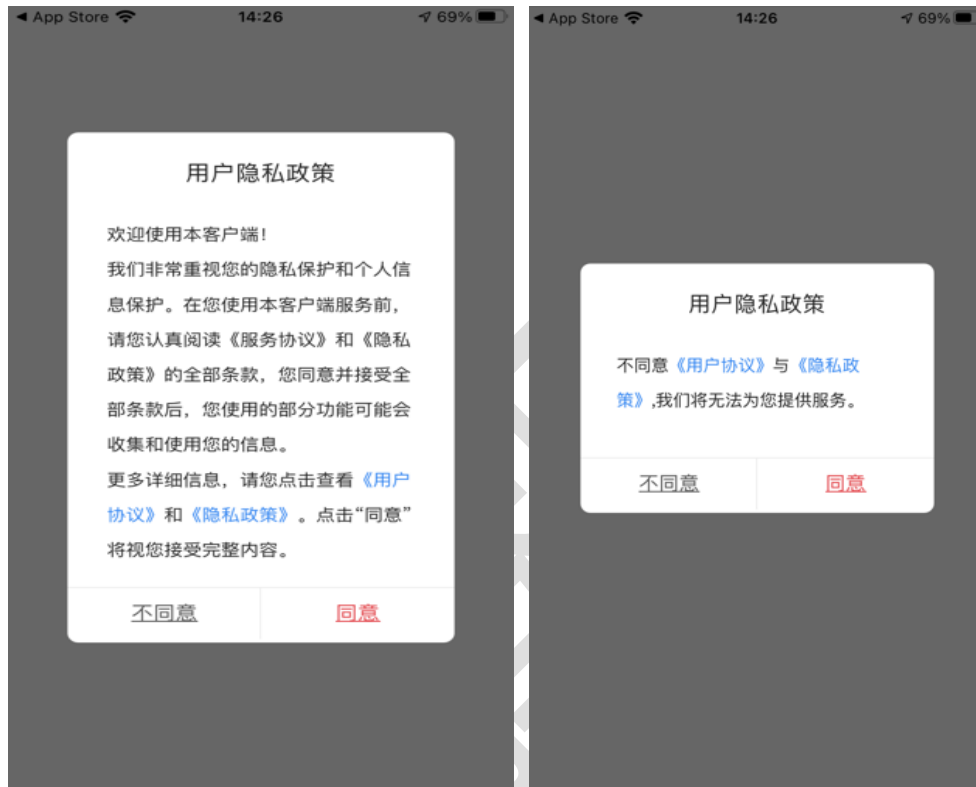 App Store 14:26 69%
用户隐私政策
欢迎使用本客户端！
我们非常重视您的隐私保护和个人信
息保护。在您使用本客户端服务前，
请您认真阅读《服务协议》和《隐私
政策》的全部条款，您同意并接受全
部条款后，您使用的部分功能可能会
收集和使用您的信息。
更多详细信息，请您点击查看《用户
协议》和《隐私政策》。点击“同意”
将视您接受完整内容。
不同意 同意
App Store 14:26 69%
用户隐私政策
不同意《用户协议》与《隐私政
策》,我们将无法为您提供服务。
不同意 同意